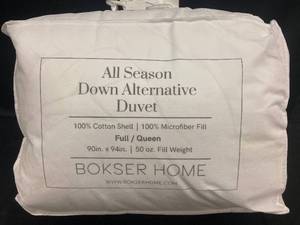 All Season
Down Alternative
Duvet
100% Cotton Shell | 100% Microfiber Fill
Full / Queen
90in. x 94in. | 50 oz. Fill Weight
BOKSER HOME
WWW.BOKSERHOME.COM